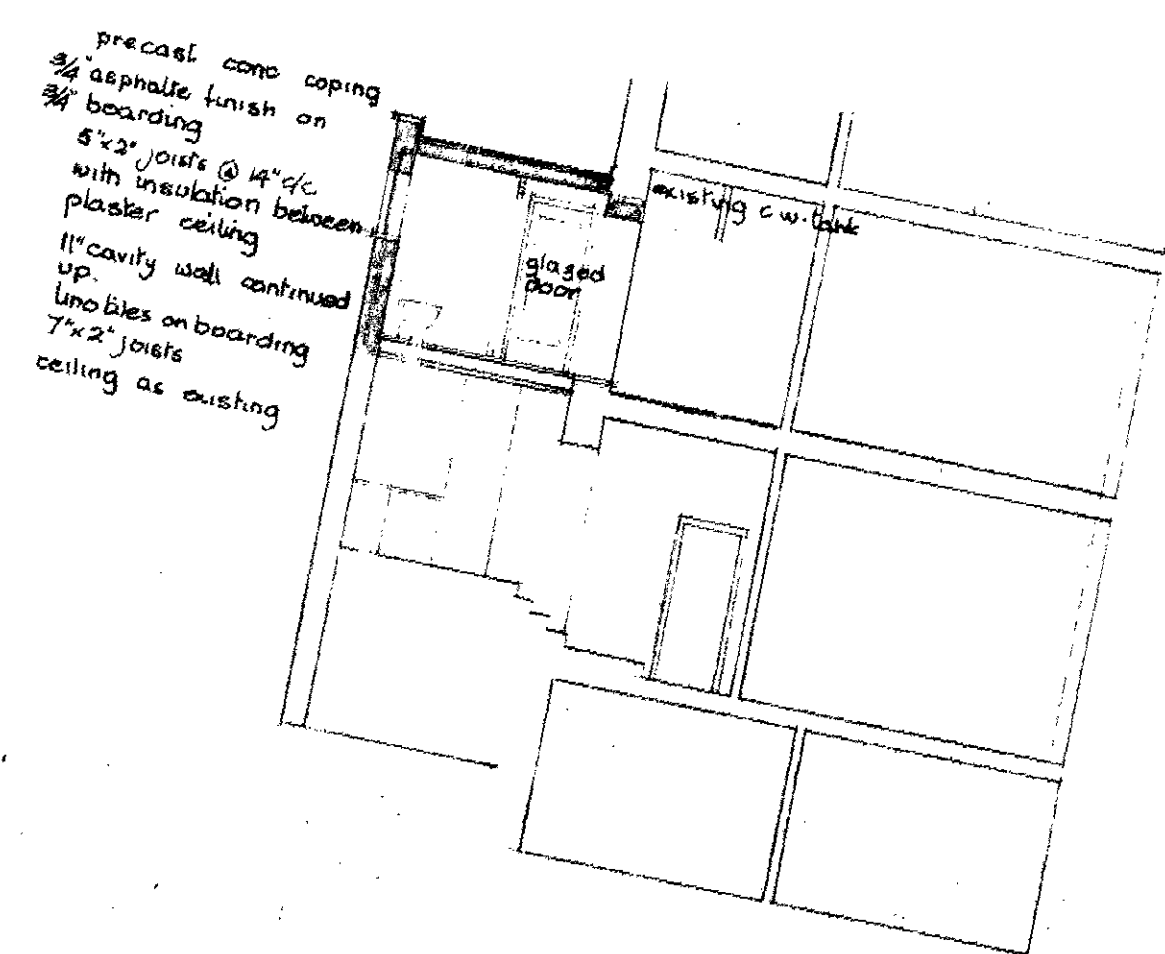 precast conc coping
3/4" asphalte finish on
3/4" boarding
5"x2" joists @ 14" c/c
with insulation between
plaster ceiling
11" cavity wall continued
up.
lino tiles on boarding
7"x2" joists
ceiling as existing
glazed
door
existing c.w. tank